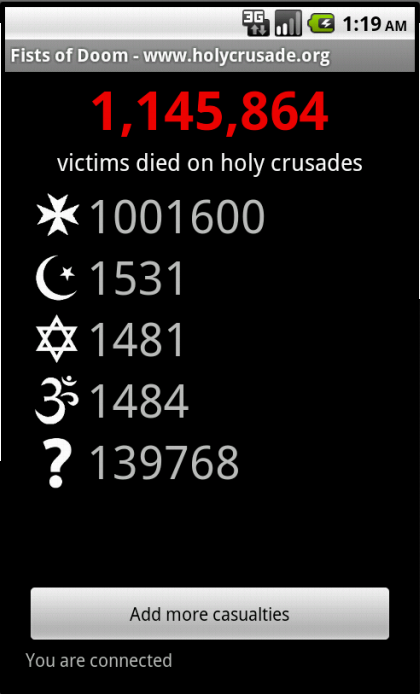 3G 1:19 AM
Fists of Doom - www.holycrusade.org
1,145,864
victims died on holy crusades
1001600
1531
1481
ॐ 1484
? 139768
Add more casualties
You are connected